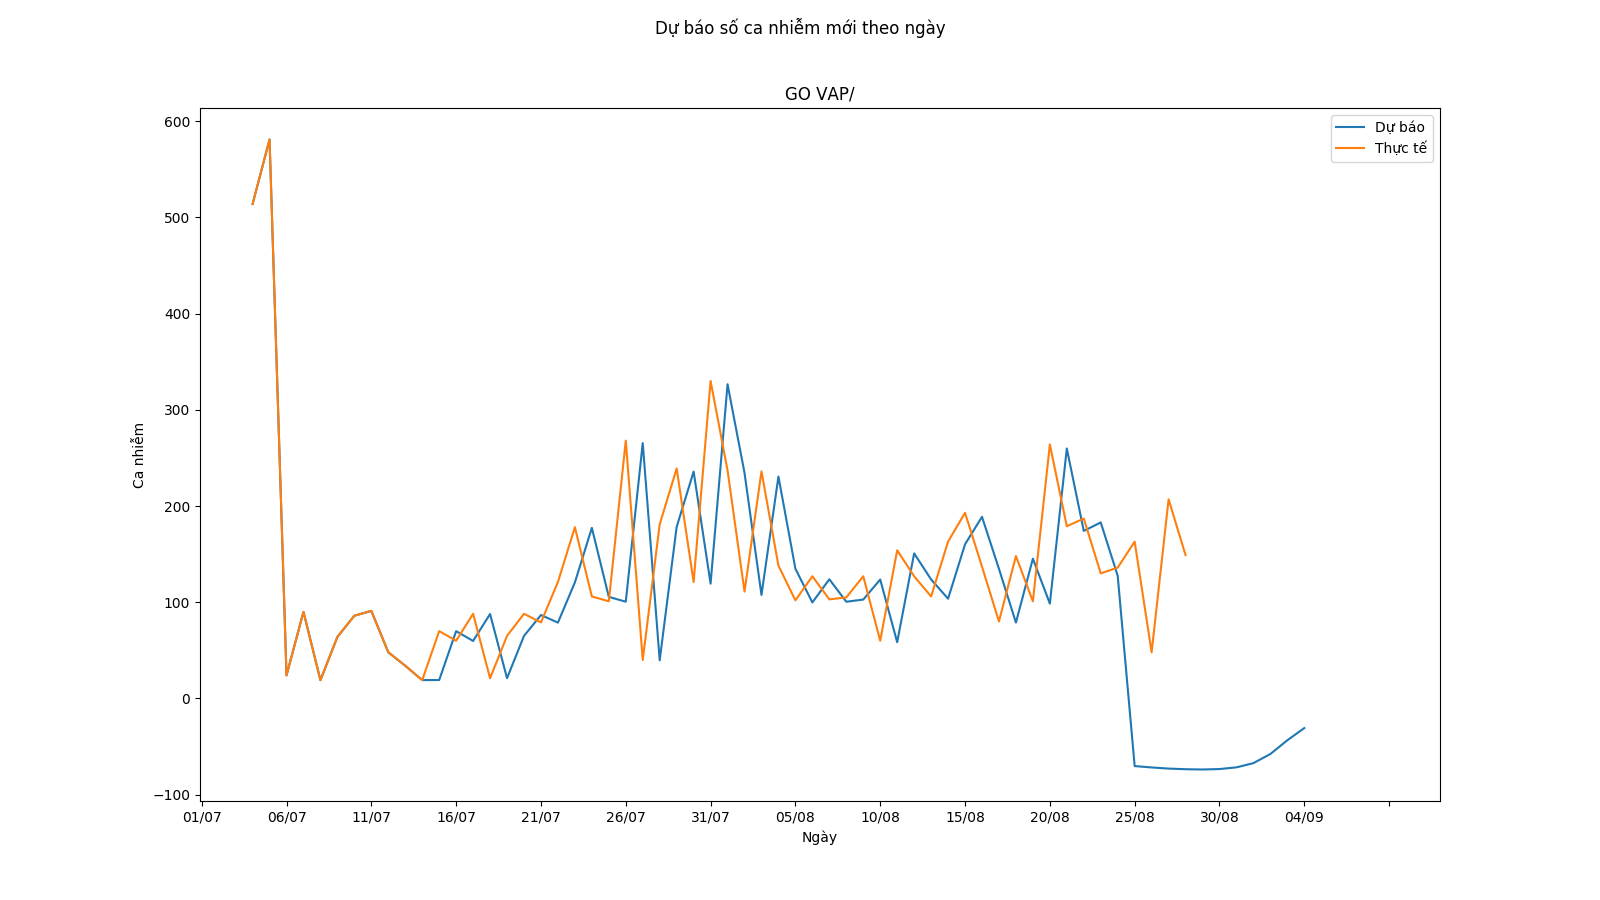 Dự báo số ca nhiễm mới theo ngày
GO VAP/
Dự báo
Thực tế
600
500
400
300
200
100
0
−100
Ca nhiễm
01/07 06/07 11/07 16/07 21/07 26/07 31/07 05/08 10/08 15/08 20/08 25/08 30/08 04/09
Ngày